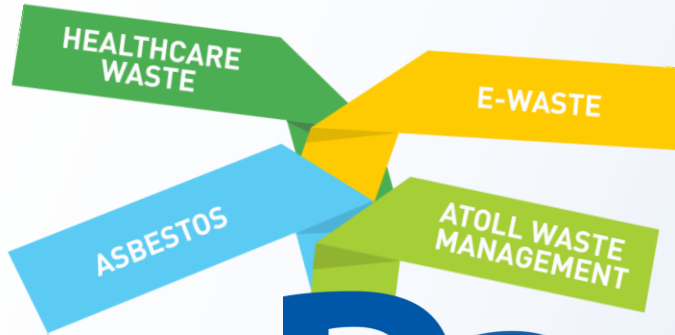 HEALTHCARE
WASTE
E-WASTE
ASBESTOS
ATOLL WASTE
MANAGEMENT